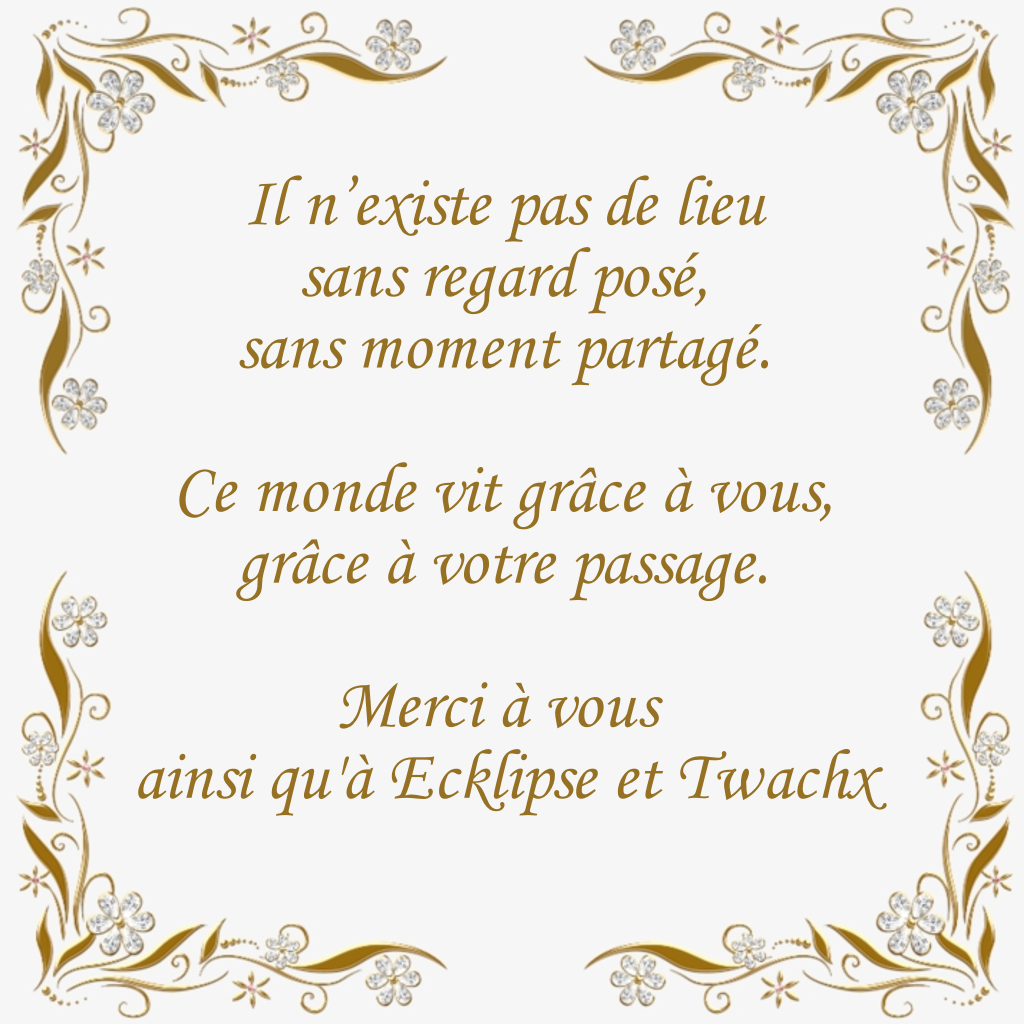 Il n’existe pas de lieu
sans regard posé,
sans moment partagé.
Ce monde vit grâce à vous,
grâce à votre passage.
Merci à vous
ainsi qu'à Ecklipse et Twachx